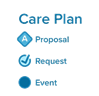 Care Plan
A Proposal
Request
Event